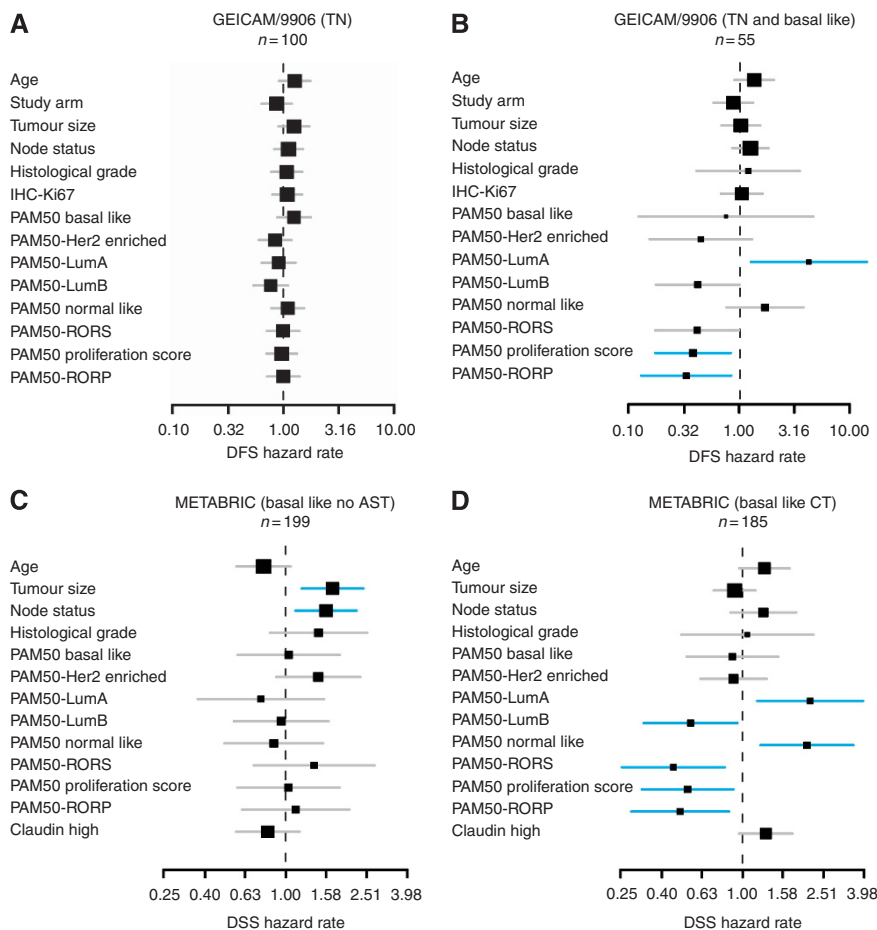 A
GEICAM/9906 (TN)
n=100
Age
Study arm
Tumour size
Node status
Histological grade
IHC-Ki67
PAM50 basal like
PAM50-Her2 enriched
PAM50-LumA
PAM50-LumB
PAM50 normal like
PAM50-RORS
PAM50 proliferation score
PAM50-RORP
0.10 0.32 1.00 3.16 10.00
DFS hazard rate
B
GEICAM/9906 (TN and basal like)
n=55
Age
Study arm
Tumour size
Node status
Histological grade
IHC-Ki67
PAM50 basal like
PAM50-Her2 enriched
PAM50-LumA
PAM50-LumB
PAM50 normal like
PAM50-RORS
PAM50 proliferation score
PAM50-RORP
0.10 0.32 1.00 3.16 10.00
DFS hazard rate
C
METABRIC (basal like no AST)
n=199
Age
Tumour size
Node status
Histological grade
PAM50 basal like
PAM50-Her2 enriched
PAM50-LumA
PAM50-LumB
PAM50 normal like
PAM50-RORS
PAM50 proliferation score
PAM50-RORP
Claudin high
0.25 0.40 0.63 1.00 1.58 2.51 3.98
DSS hazard rate
D
METABRIC (basal like CT)
n=185
Age
Tumour size
Node status
Histological grade
PAM50 basal like
PAM50-Her2 enriched
PAM50-LumA
PAM50-LumB
PAM50 normal like
PAM50-RORS
PAM50 proliferation score
PAM50-RORP
Claudin high
0.25 0.40 0.63 1.00 1.58 2.51 3.98
DSS hazard rate